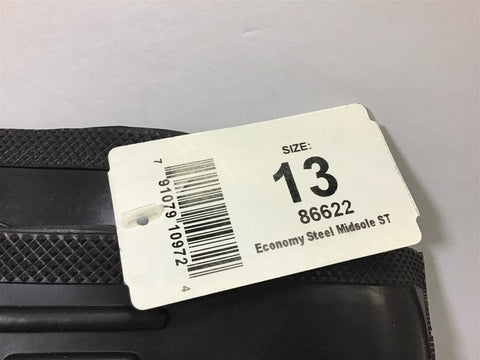 SIZE:
13
86622
Economy Steel Midsole ST
7 91079 10972 4